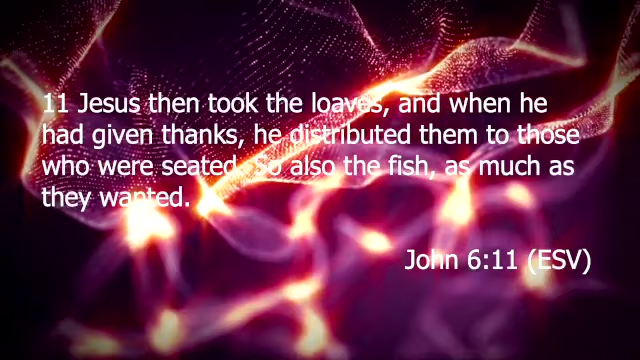 11 Jesus then took the loaves, and when he
had given thanks, he distributed them to those
who were seated. So also the fish, as much as
they wanted.
John 6:11 (ESV)